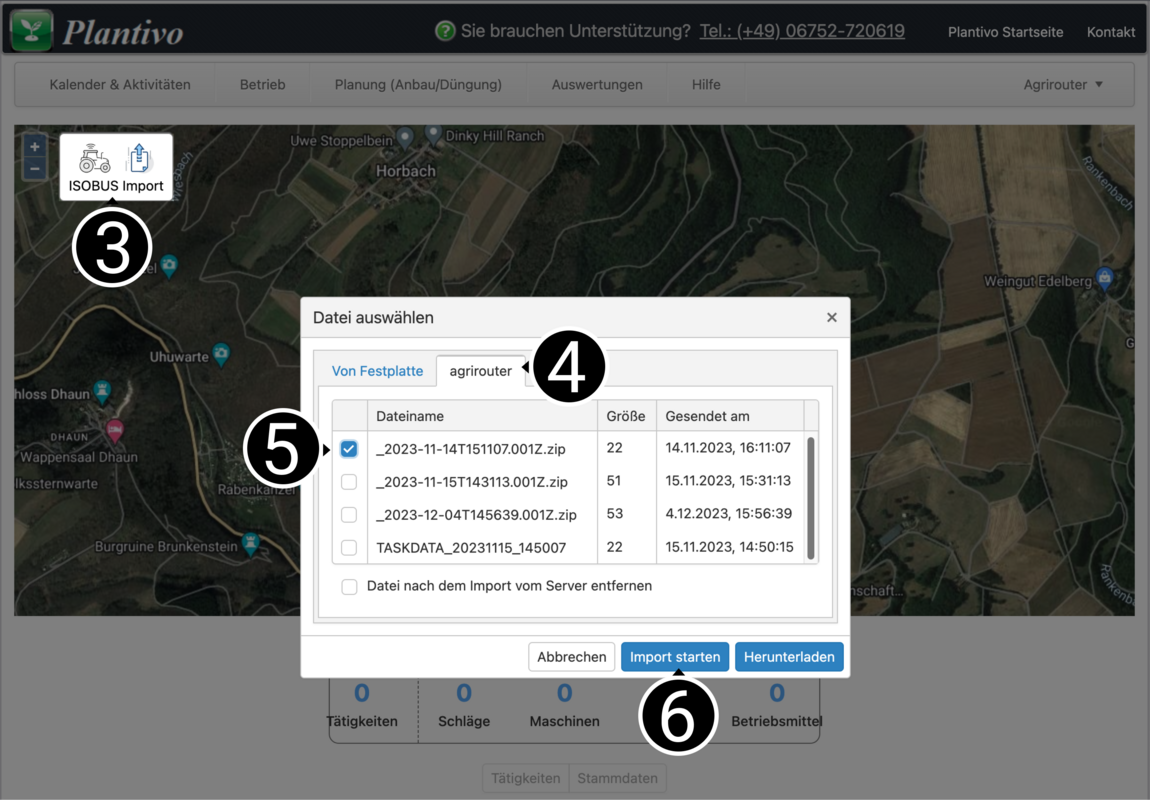 Plantivo
? Sie brauchen Unterstützung? Tel.: (+49) 06752-720619
Plantivo Startseite
Kontakt
Kalender & Aktivitäten
Betrieb
Planung (Anbau/Düngung)
Auswertungen
Hilfe
Agrirouter
+
−
ISOBUS Import
3
Uwe Stoppelbein
Dinky Hill Ranch
Horbach
Rankenbach
Weingut Edelberg
G
Uhuwarte
hloss Dhaun
DHAUN
Wappensaal Dhaun
lkssternwarte
Rabenkanzel
Burgruine Brunkenstein
nschaft...
Datei auswählen
×
Von Festplatte
agrirouter
4
Dateiname Größe Gesendet am
5
_2023-11-14T151107.001Z.zip 22 14.11.2023, 16:11:07
_2023-11-15T143113.001Z.zip 51 15.11.2023, 15:31:13
_2023-12-04T145639.001Z.zip 53 4.12.2023, 15:56:39
TASKDATA_20231115_145007 22 15.11.2023, 14:50:15
Datei nach dem Import vom Server entfernen
Abbrechen
Import starten
Herunterladen
6
0 0 0 0
Tätigkeiten Schläge Maschinen Betriebsmittel
Tätigkeiten
Stammdaten